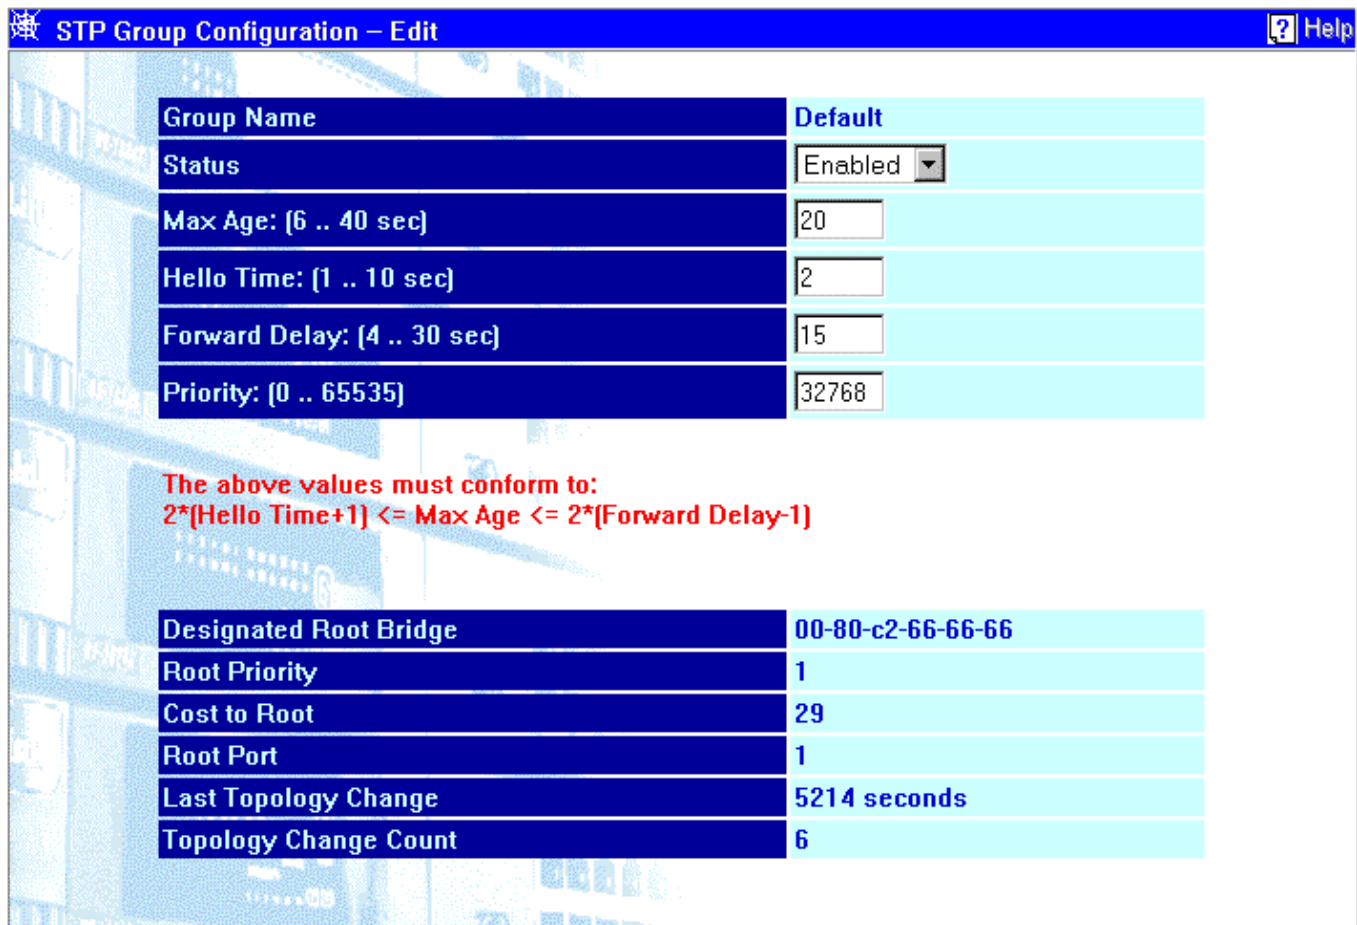 STP Group Configuration – Edit
Help
Group Name Default
Status Enabled
Max Age: (6 .. 40 sec) 20
Hello Time: (1 .. 10 sec) 2
Forward Delay: (4 .. 30 sec) 15
Priority: (0 .. 65535) 32768
The above values must conform to:
2*(Hello Time+1) <= Max Age <= 2*(Forward Delay-1)
Designated Root Bridge 00-80-c2-66-66-66
Root Priority 1
Cost to Root 29
Root Port 1
Last Topology Change 5214 seconds
Topology Change Count 6